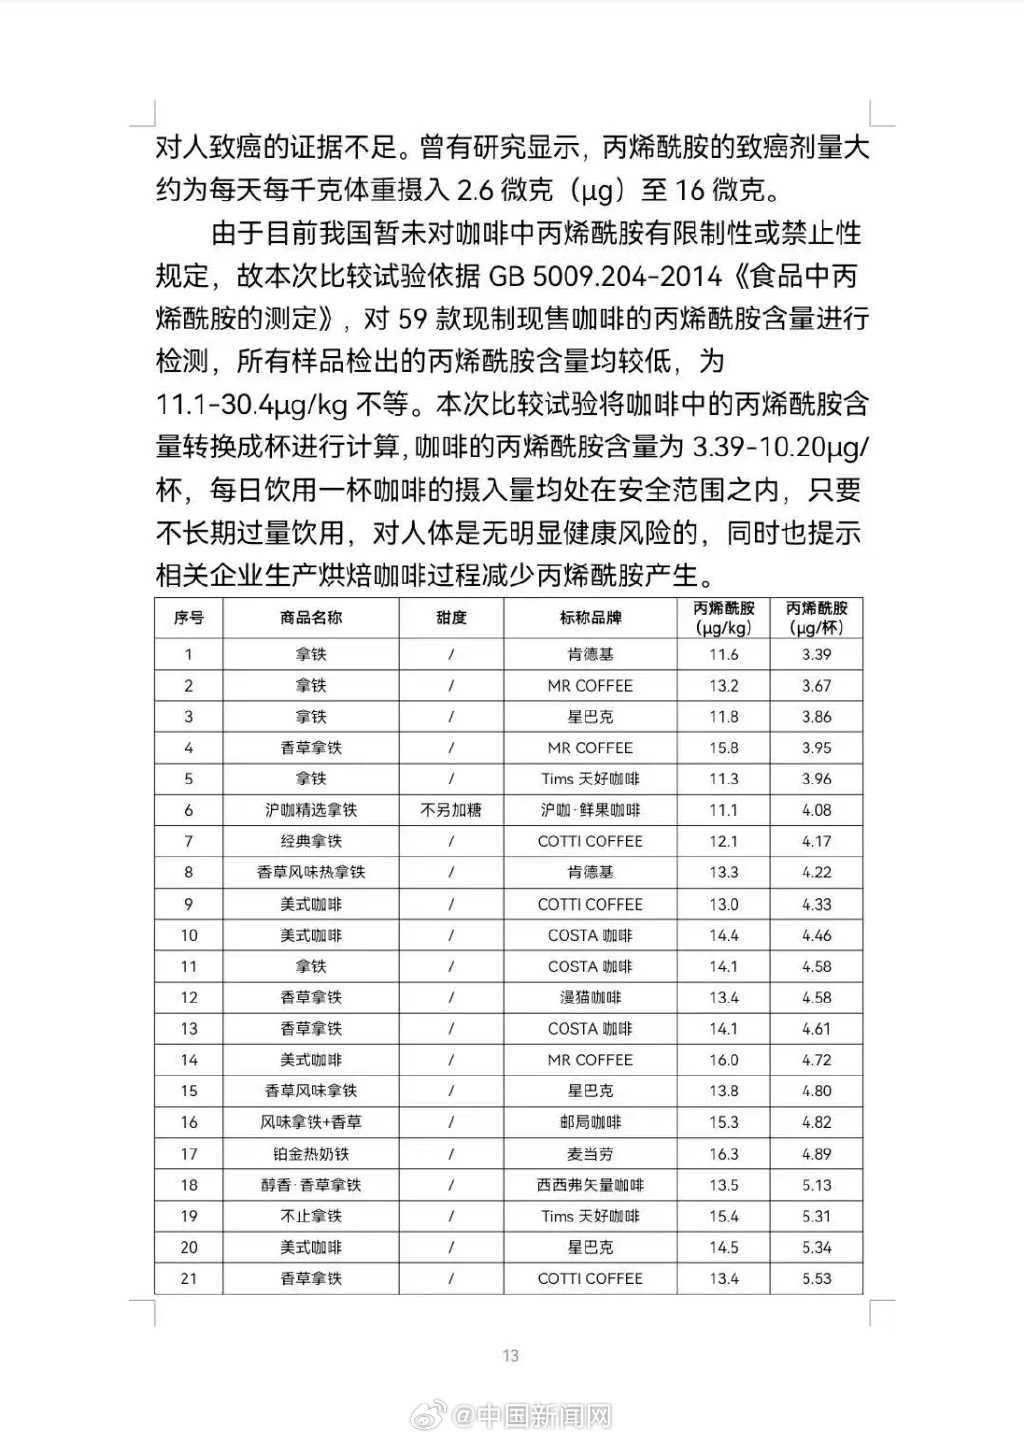 对人致癌的证据不足。曾有研究显示，丙烯酰胺的致癌剂量大
约为每天每千克体重摄入 2.6 微克（μg）至 16 微克。
由于目前我国暂未对咖啡中丙烯酰胺有限制性或禁止性
规定，故本次比较试验依据 GB 5009.204-2014《食品中丙
烯酰胺的测定》，对 59 款现制现售咖啡的丙烯酰胺含量进行
检测，所有样品检出的丙烯酰胺含量均较低，为
11.1-30.4μg/kg 不等。本次比较试验将咖啡中的丙烯酰胺含
量转换成杯进行计算，咖啡的丙烯酰胺含量为 3.39-10.20μg/
杯，每日饮用一杯咖啡的摄入量均处在安全范围之内，只要
不长期过量饮用，对人体是无明显健康风险的，同时也提示
相关企业生产烘焙咖啡过程减少丙烯酰胺产生。
序号 商品名称 甜度 标称品牌 丙烯酰胺（μg/kg） 丙烯酰胺（μg/杯）
1 拿铁 / 肯德基 11.6 3.39
2 拿铁 / MR COFFEE 13.2 3.67
3 拿铁 / 星巴克 11.8 3.86
4 香草拿铁 / MR COFFEE 15.8 3.95
5 拿铁 / Tims 天好咖啡 11.3 3.96
6 沪咖精选拿铁 不另加糖 沪咖·鲜果咖啡 11.1 4.08
7 经典拿铁 / COTTI COFFEE 12.1 4.17
8 香草风味热拿铁 / 肯德基 13.3 4.22
9 美式咖啡 / COTTI COFFEE 13.0 4.33
10 美式咖啡 / COSTA 咖啡 14.4 4.46
11 拿铁 / COSTA 咖啡 14.1 4.58
12 香草拿铁 / 漫猫咖啡 13.4 4.58
13 香草拿铁 / COSTA 咖啡 14.1 4.61
14 美式咖啡 / MR COFFEE 16.0 4.72
15 香草风味拿铁 / 星巴克 13.8 4.80
16 风味拿铁+香草 / 邮局咖啡 15.3 4.82
17 铂金热奶铁 / 麦当劳 16.3 4.89
18 醇香·香草拿铁 / 西西弗矢量咖啡 13.5 5.13
19 不止拿铁 / Tims 天好咖啡 15.4 5.31
20 美式咖啡 / 星巴克 14.5 5.34
21 香草拿铁 / COTTI COFFEE 13.4 5.53
13
@中国新闻网